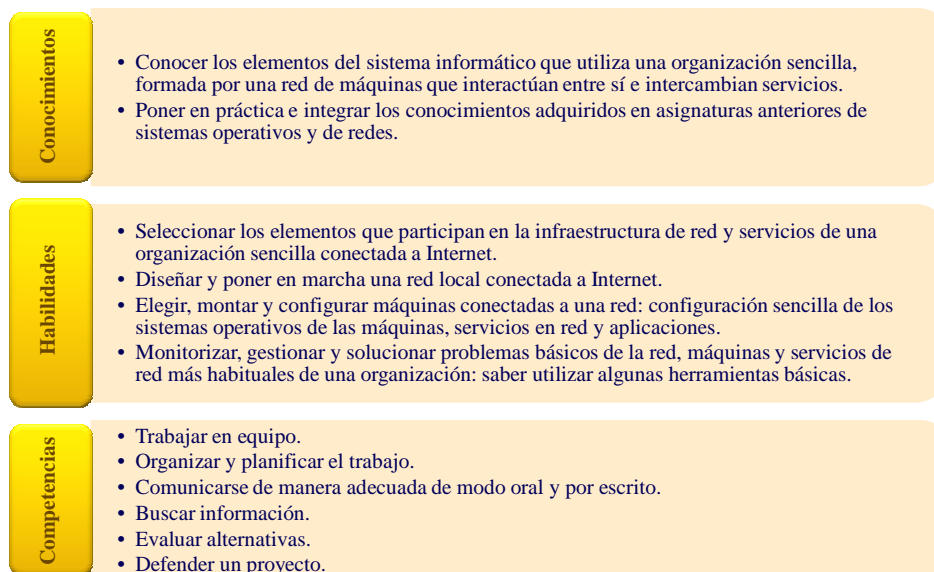 Conocimientos
• Conocer los elementos del sistema informático que utiliza una organización sencilla,
formada por una red de máquinas que interactúan entre sí e intercambian servicios.
• Poner en práctica e integrar los conocimientos adquiridos en asignaturas anteriores de
sistemas operativos y de redes.
Habilidades
• Seleccionar los elementos que participan en la infraestructura de red y servicios de una
organización sencilla conectada a Internet.
• Diseñar y poner en marcha una red local conectada a Internet.
• Elegir, montar y configurar máquinas conectadas a una red: configuración sencilla de los
sistemas operativos de las máquinas, servicios en red y aplicaciones.
• Monitorizar, gestionar y solucionar problemas básicos de la red, máquinas y servicios de
red más habituales de una organización: saber utilizar algunas herramientas básicas.
Competencias
• Trabajar en equipo.
• Organizar y planificar el trabajo.
• Comunicarse de manera adecuada de modo oral y por escrito.
• Buscar información.
• Evaluar alternativas.
• Defender un proyecto.